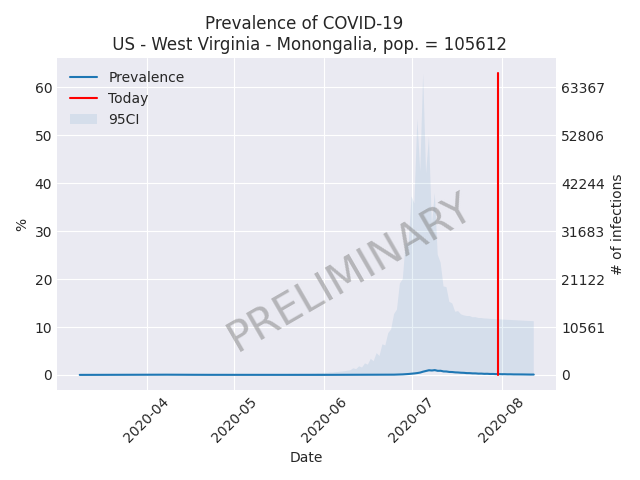 Prevalence of COVID-19
US - West Virginia - Monongalia, pop. = 105612
Prevalence
Today
95CI
60
50
40
30
20
10
0
%
63367
52806
42244
31683
21122
10561
0
# of infections
PRELIMINARY
2020-04
2020-05
2020-06
2020-07
2020-08
Date